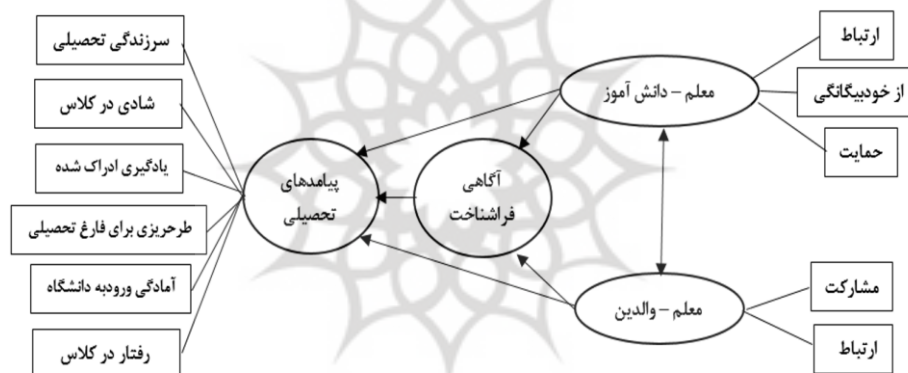 ارتباط
از خودبیگانگی
حمایت
معلم – دانش آموز
مشارکت
ارتباط
معلم – والدین
آگاهی
فراشناخت
پیامدهای
تحصیلی
سرزندگی تحصیلی
شادی در کلاس
یادگیری ادراک شده
طرحریزی برای فارغ تحصیلی
آمادگی ورودبه دانشگاه
رفتار در کلاس